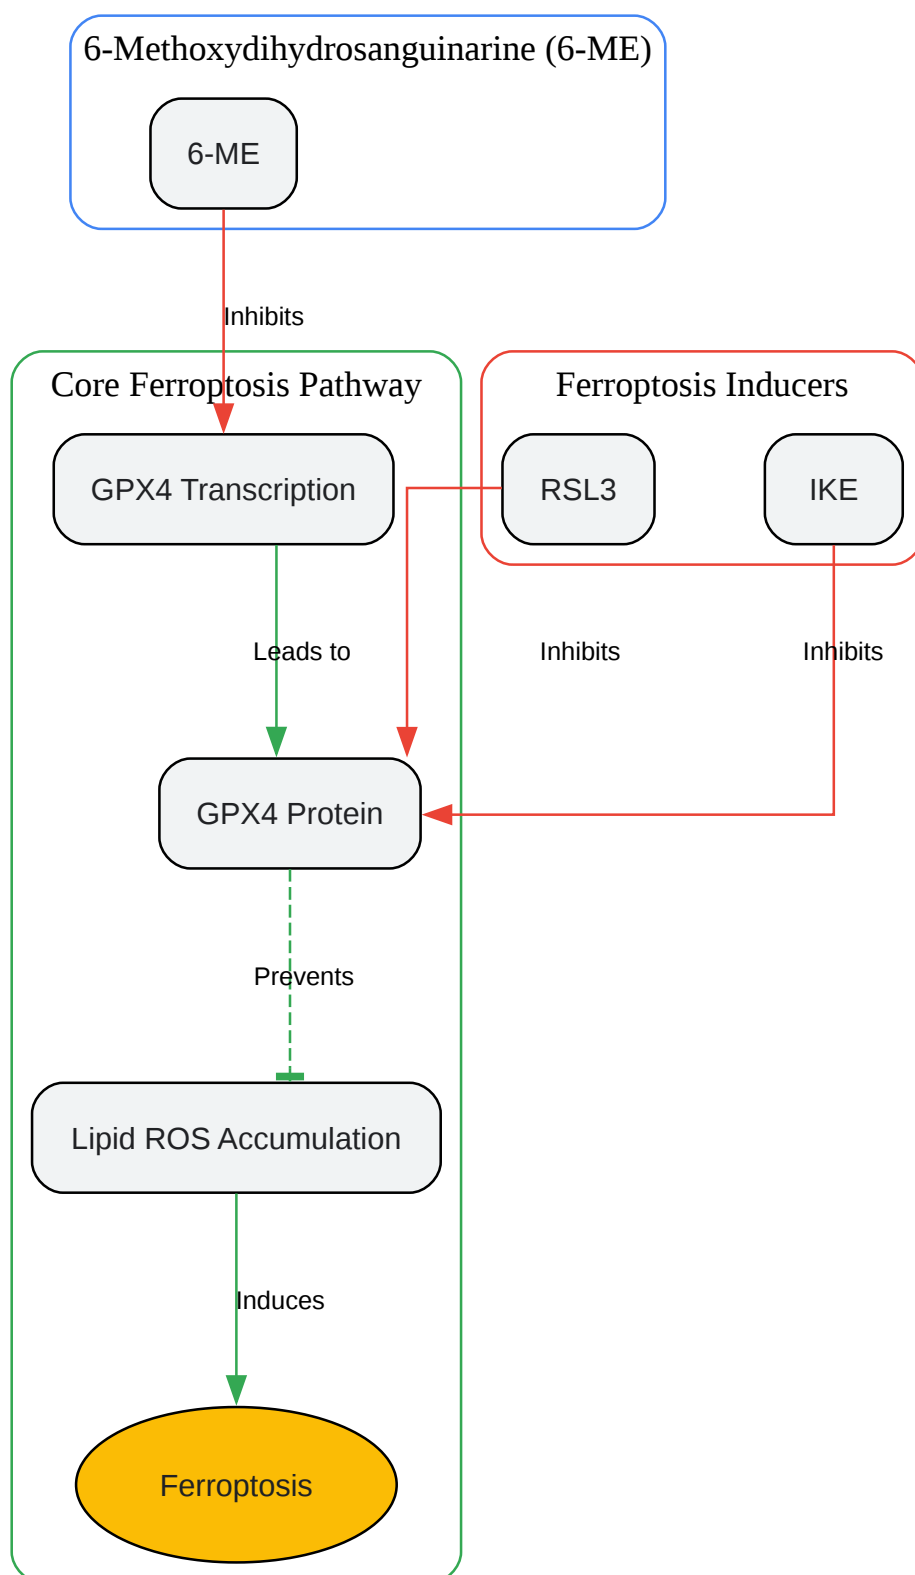 6-Methoxydihydrosanguinarine (6-ME)
6-ME
Inhibits
Core Ferroptosis Pathway
Ferroptosis Inducers
GPX4 Transcription
RSL3
IKE
Leads to
Inhibits
Inhibits
GPX4 Protein
Prevents
Lipid ROS Accumulation
Induces
Ferroptosis